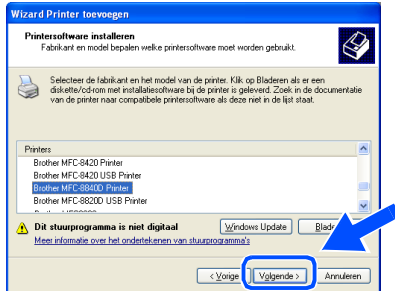 Wizard Printer toevoegen
Printersoftware installeren
Fabrikant en model bepalen welke printersoftware moet worden gebruikt.
Selecteer de fabrikant en het model van de printer. Klik op Bladeren als er een
diskette/cd-rom met installatiesoftware bij de printer is geleverd. Zoek in de documentatie
van de printer naar compatibele printersoftware als deze niet in de lijst staat.
Printers
Brother MFC-8420 Printer
Brother MFC-8420 USB Printer
Brother MFC-8840D Printer
Brother MFC-8820D USB Printer
Dit stuurprogramma is niet digitaal
Windows Update
Meer informatie over het ondertekenen van stuurprogramma's
< Vorige
Volgende >
Annuleren